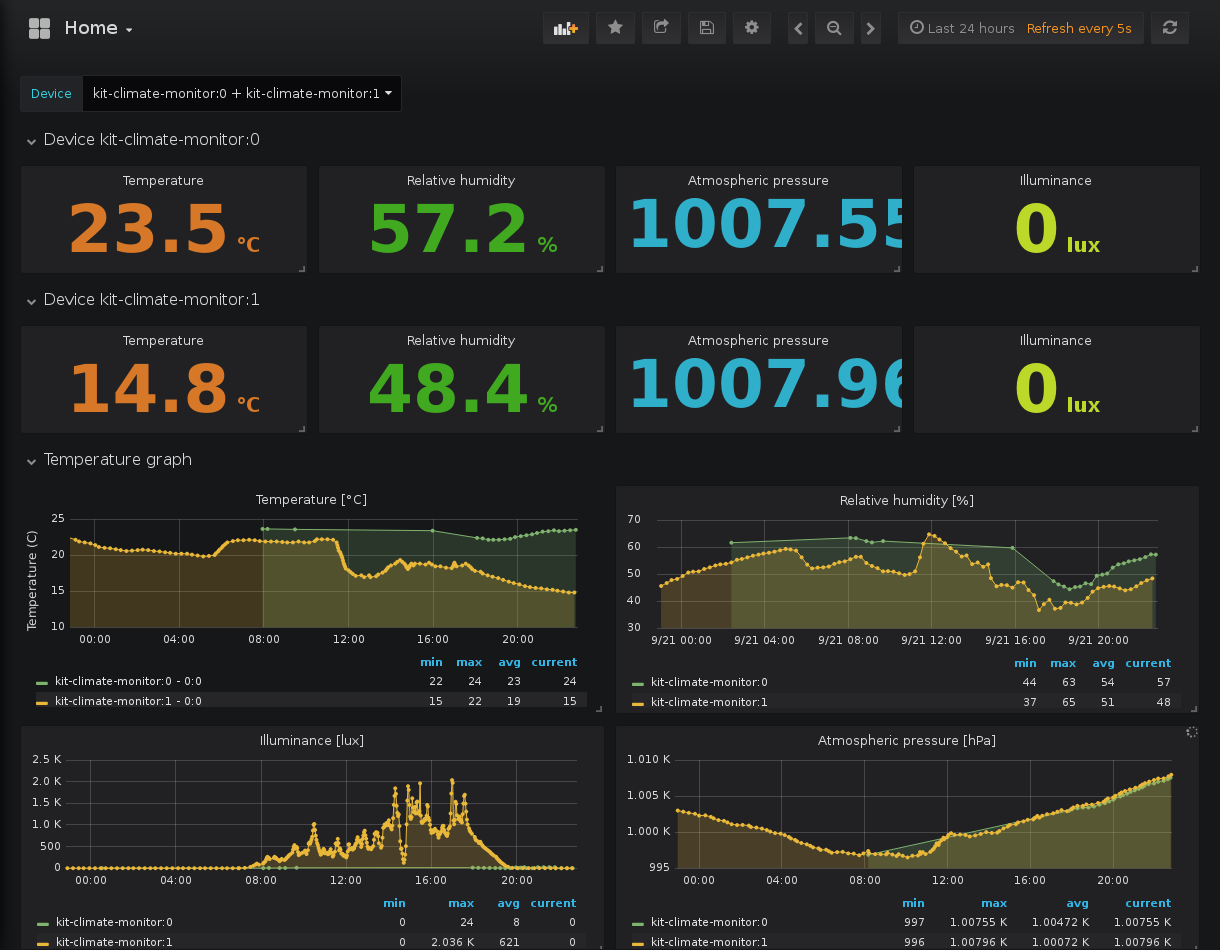 Home
Last 24 hours Refresh every 5s
Device kit-climate-monitor:0 + kit-climate-monitor:1
Device kit-climate-monitor:0
Temperature Relative humidity Atmospheric pressure Illuminance
23.5 °C 57.2 % 1007.55 0 lux
Device kit-climate-monitor:1
Temperature Relative humidity Atmospheric pressure Illuminance
14.8 °C 48.4 % 1007.96 0 lux
Temperature graph
Temperature [°C]
Temperature (C)
25
20
15
10
00:00 04:00 08:00 12:00 16:00 20:00
min max avg current
kit-climate-monitor:0 - 0:0 22 24 23 24
kit-climate-monitor:1 - 0:0 15 22 19 15
Relative humidity [%]
70
60
50
40
30
9/21 00:00 9/21 04:00 9/21 08:00 9/21 12:00 9/21 16:00 9/21 20:00
min max avg current
kit-climate-monitor:0 44 63 54 57
kit-climate-monitor:1 37 65 51 48
Illuminance [lux]
2.5 K
2.0 K
1.5 K
1.0 K
500
0
00:00 04:00 08:00 12:00 16:00 20:00
min max avg current
kit-climate-monitor:0 0 24 8 0
kit-climate-monitor:1 0 2.036 K 621 0
Atmospheric pressure [hPa]
1.010 K
1.005 K
1.000 K
995
00:00 04:00 08:00 12:00 16:00 20:00
min max avg current
kit-climate-monitor:0 997 1.00755 K 1.00472 K 1.00755 K
kit-climate-monitor:1 996 1.00796 K 1.00072 K 1.00796 K